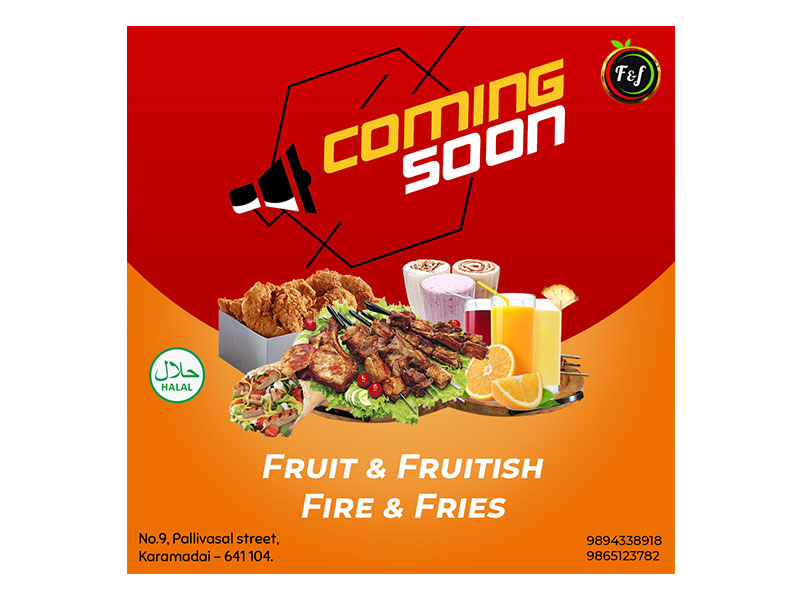 F&f
COMING
SOON
حلال
HALAL
FRUIT & FRUITISH
FIRE & FRIES
No.9, Pallivasal street,
Karamadai – 641 104.
9894338918
9865123782